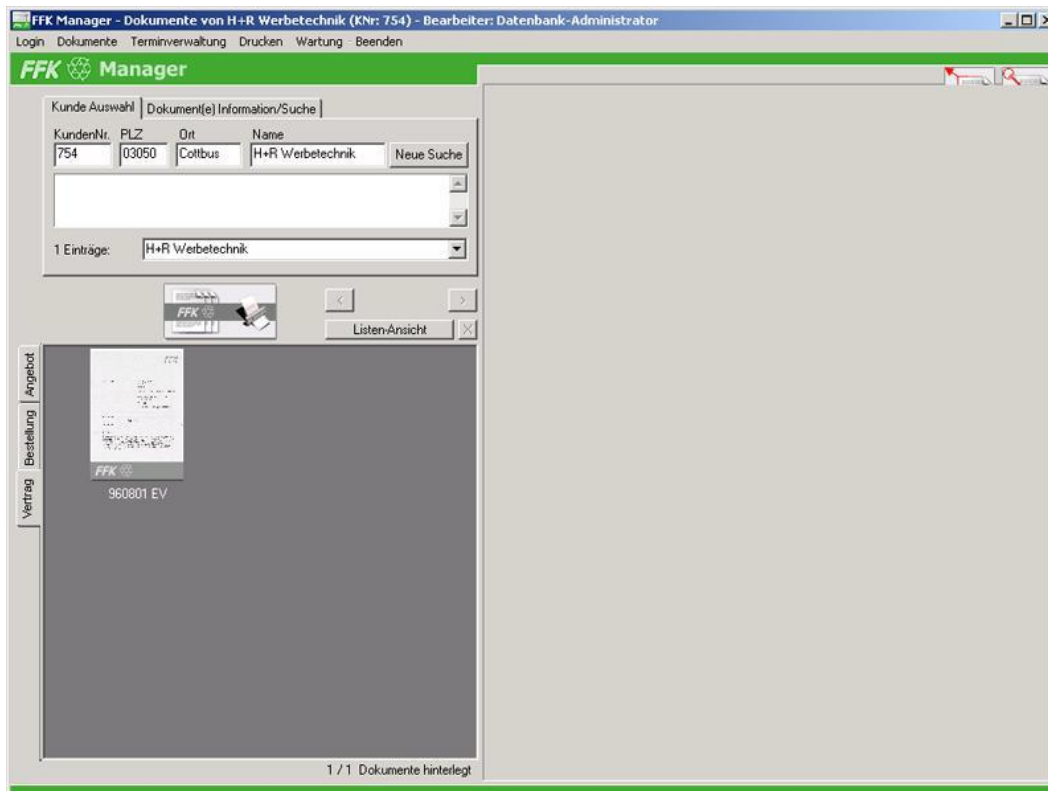 FFK Manager - Dokumente von H+R Werbetechnik (KNr: 754) - Bearbeiter: Datenbank-Administrator
Login Dokumente Terminverwaltung Drucken Wartung Beenden
FFK Manager
Kunde Auswahl Dokument(e) Information/Suche
KundenNr. PLZ Ort Name
754 03050 Cottbus H+R Werbetechnik Neue Suche
1 Einträge: H+R Werbetechnik
FFK
< >
Listen-Ansicht X
Angebot
Bestellung
Vertrag
FFK
960801 EV
1 / 1 Dokumente hinterlegt